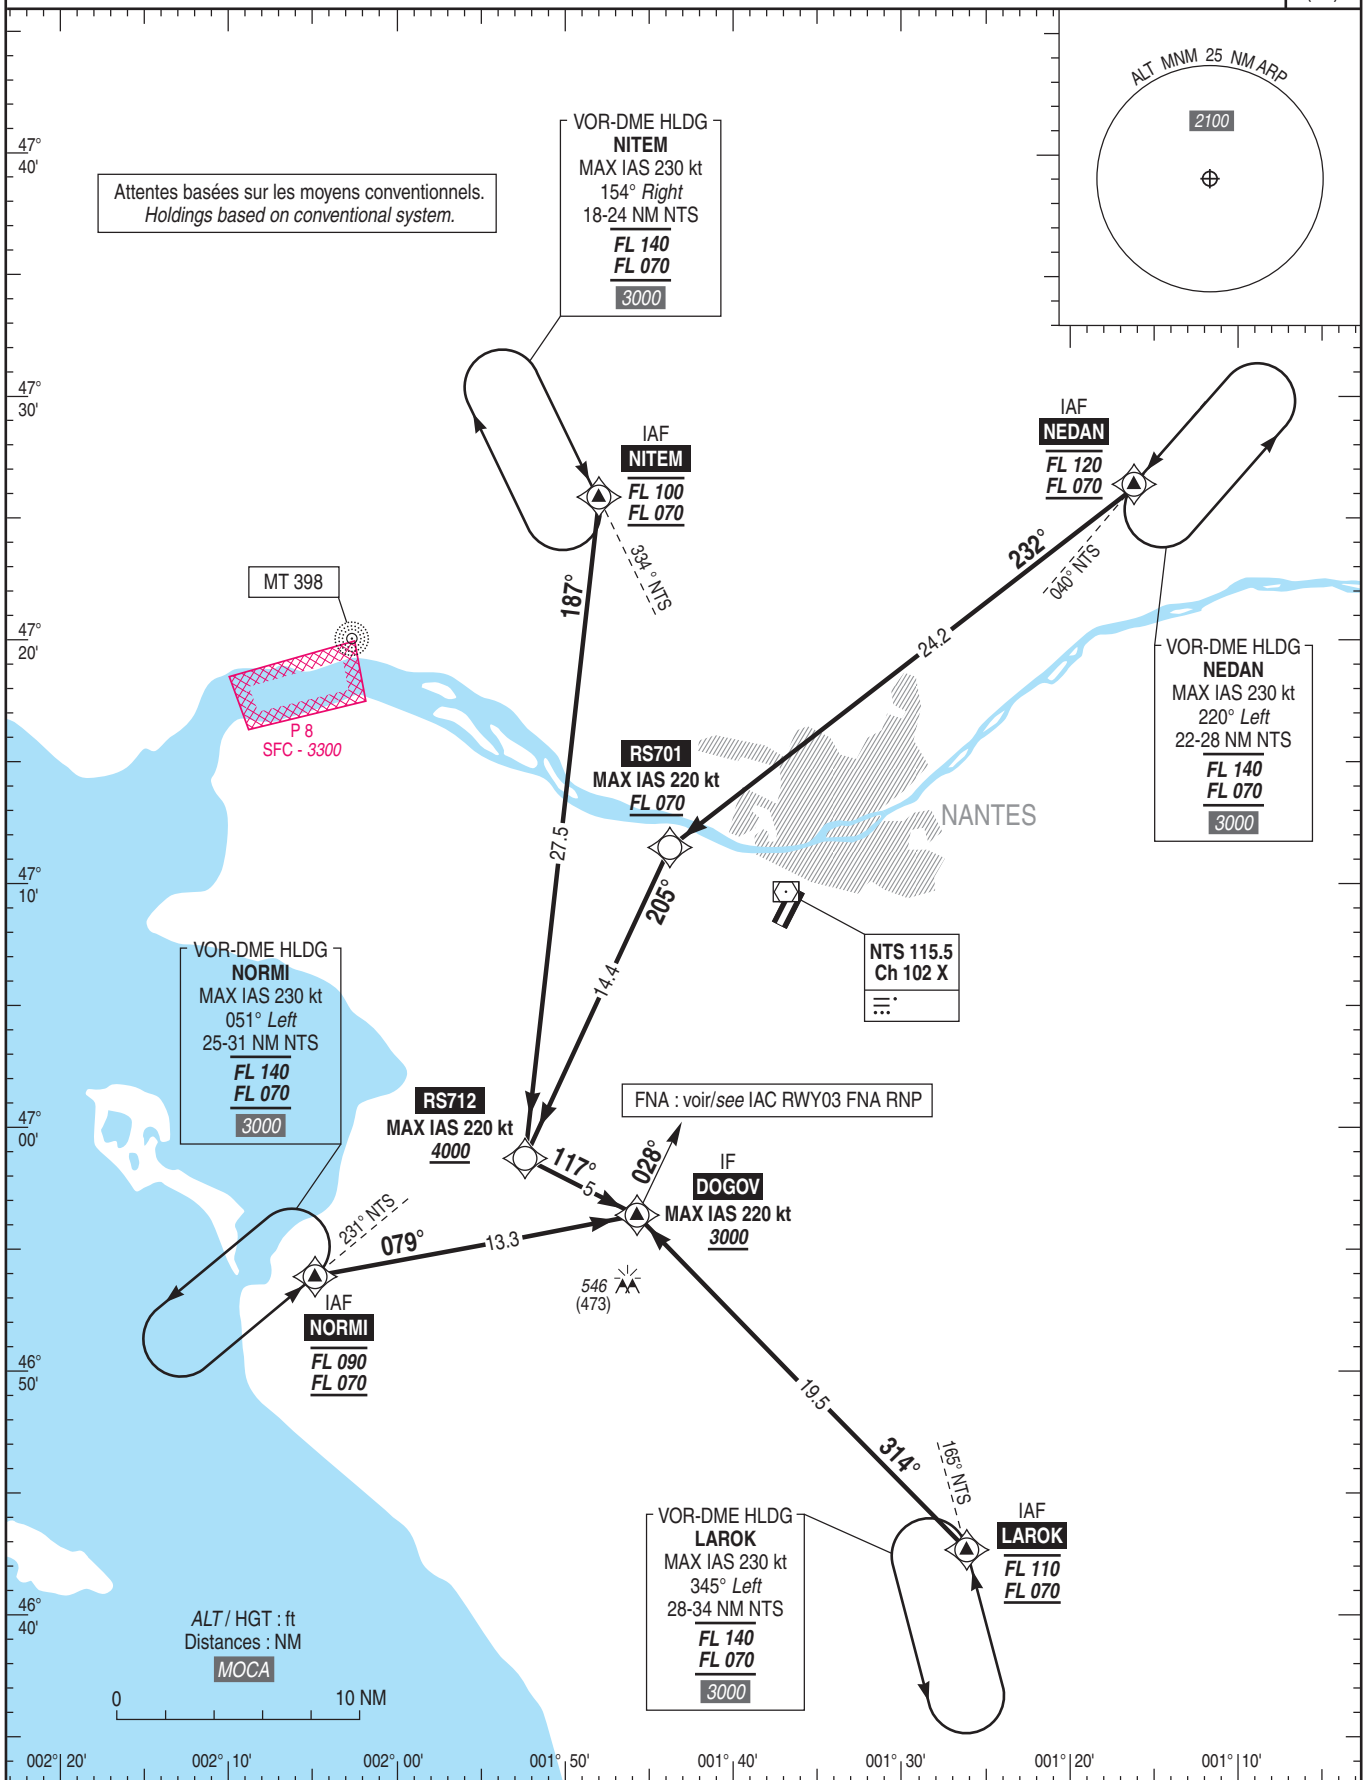 ALT MNM 25 NM ARP
2100
VOR-DME HLDG
NITEM
MAX IAS 230 kt
154° Right
18-24 NM NTS
FL 140
FL 070
3000
47°
40'
Attentes basées sur les moyens conventionnels.
Holdings based on conventional system.
47°
30'
IAF
NITEM
FL 100
FL 070
334° NTS
187°
27.5
IAF
NEDAN
FL 120
FL 070
232°
040° NTS
24.2
MT 398
47°
20'
P 8
SFC - 3300
VOR-DME HLDG
NEDAN
MAX IAS 230 kt
220° Left
22-28 NM NTS
FL 140
FL 070
3000
RS701
MAX IAS 220 kt
FL 070
NANTES
47°
10'
205°
14.4
NTS 115.5
Ch 102 X
VOR-DME HLDG
NORMI
MAX IAS 230 kt
051° Left
25-31 NM NTS
FL 140
FL 070
3000
47°
00'
RS712
MAX IAS 220 kt
4000
FNA : voir/see IAC RWY03 FNA RNP
117°
5
028°
IF
DOGOV
MAX IAS 220 kt
3000
231° NTS
079°
13.3
546
(473)
IAF
NORMI
FL 090
FL 070
46°
50'
19.5
314°
165° NTS
IAF
LAROK
FL 110
FL 070
VOR-DME HLDG
LAROK
MAX IAS 230 kt
345° Left
28-34 NM NTS
FL 140
FL 070
3000
46°
40'
ALT / HGT : ft
Distances : NM
MOCA
0 10 NM
002° 20' 002° 10' 002° 00' 001° 50' 001° 40' 001° 30' 001° 20' 001° 10'